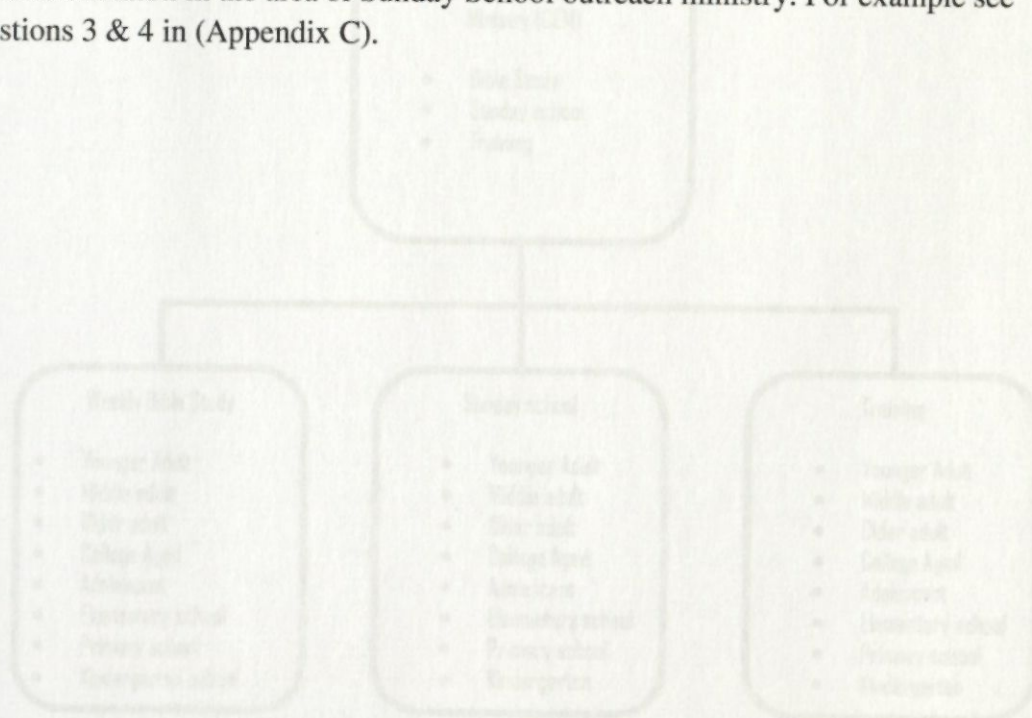 in the area of Sunday School outreach ministry. For example see
stions 3 & 4 in (Appendix C).
Bible Study
Sunday school
Training
Weekly Bible Study
Younger Adult
Middle adult
Older adult
College Aged
Adolescent
Elementary school
Primary school
Sunday school
Younger Adult
Middle adult
Older adult
College Aged
Adolescent
Elementary school
Primary school
Kindergarten
Training
Younger Adult
Middle adult
Older adult
College Aged
Adolescent
Elementary school
Primary school
Kindergarten